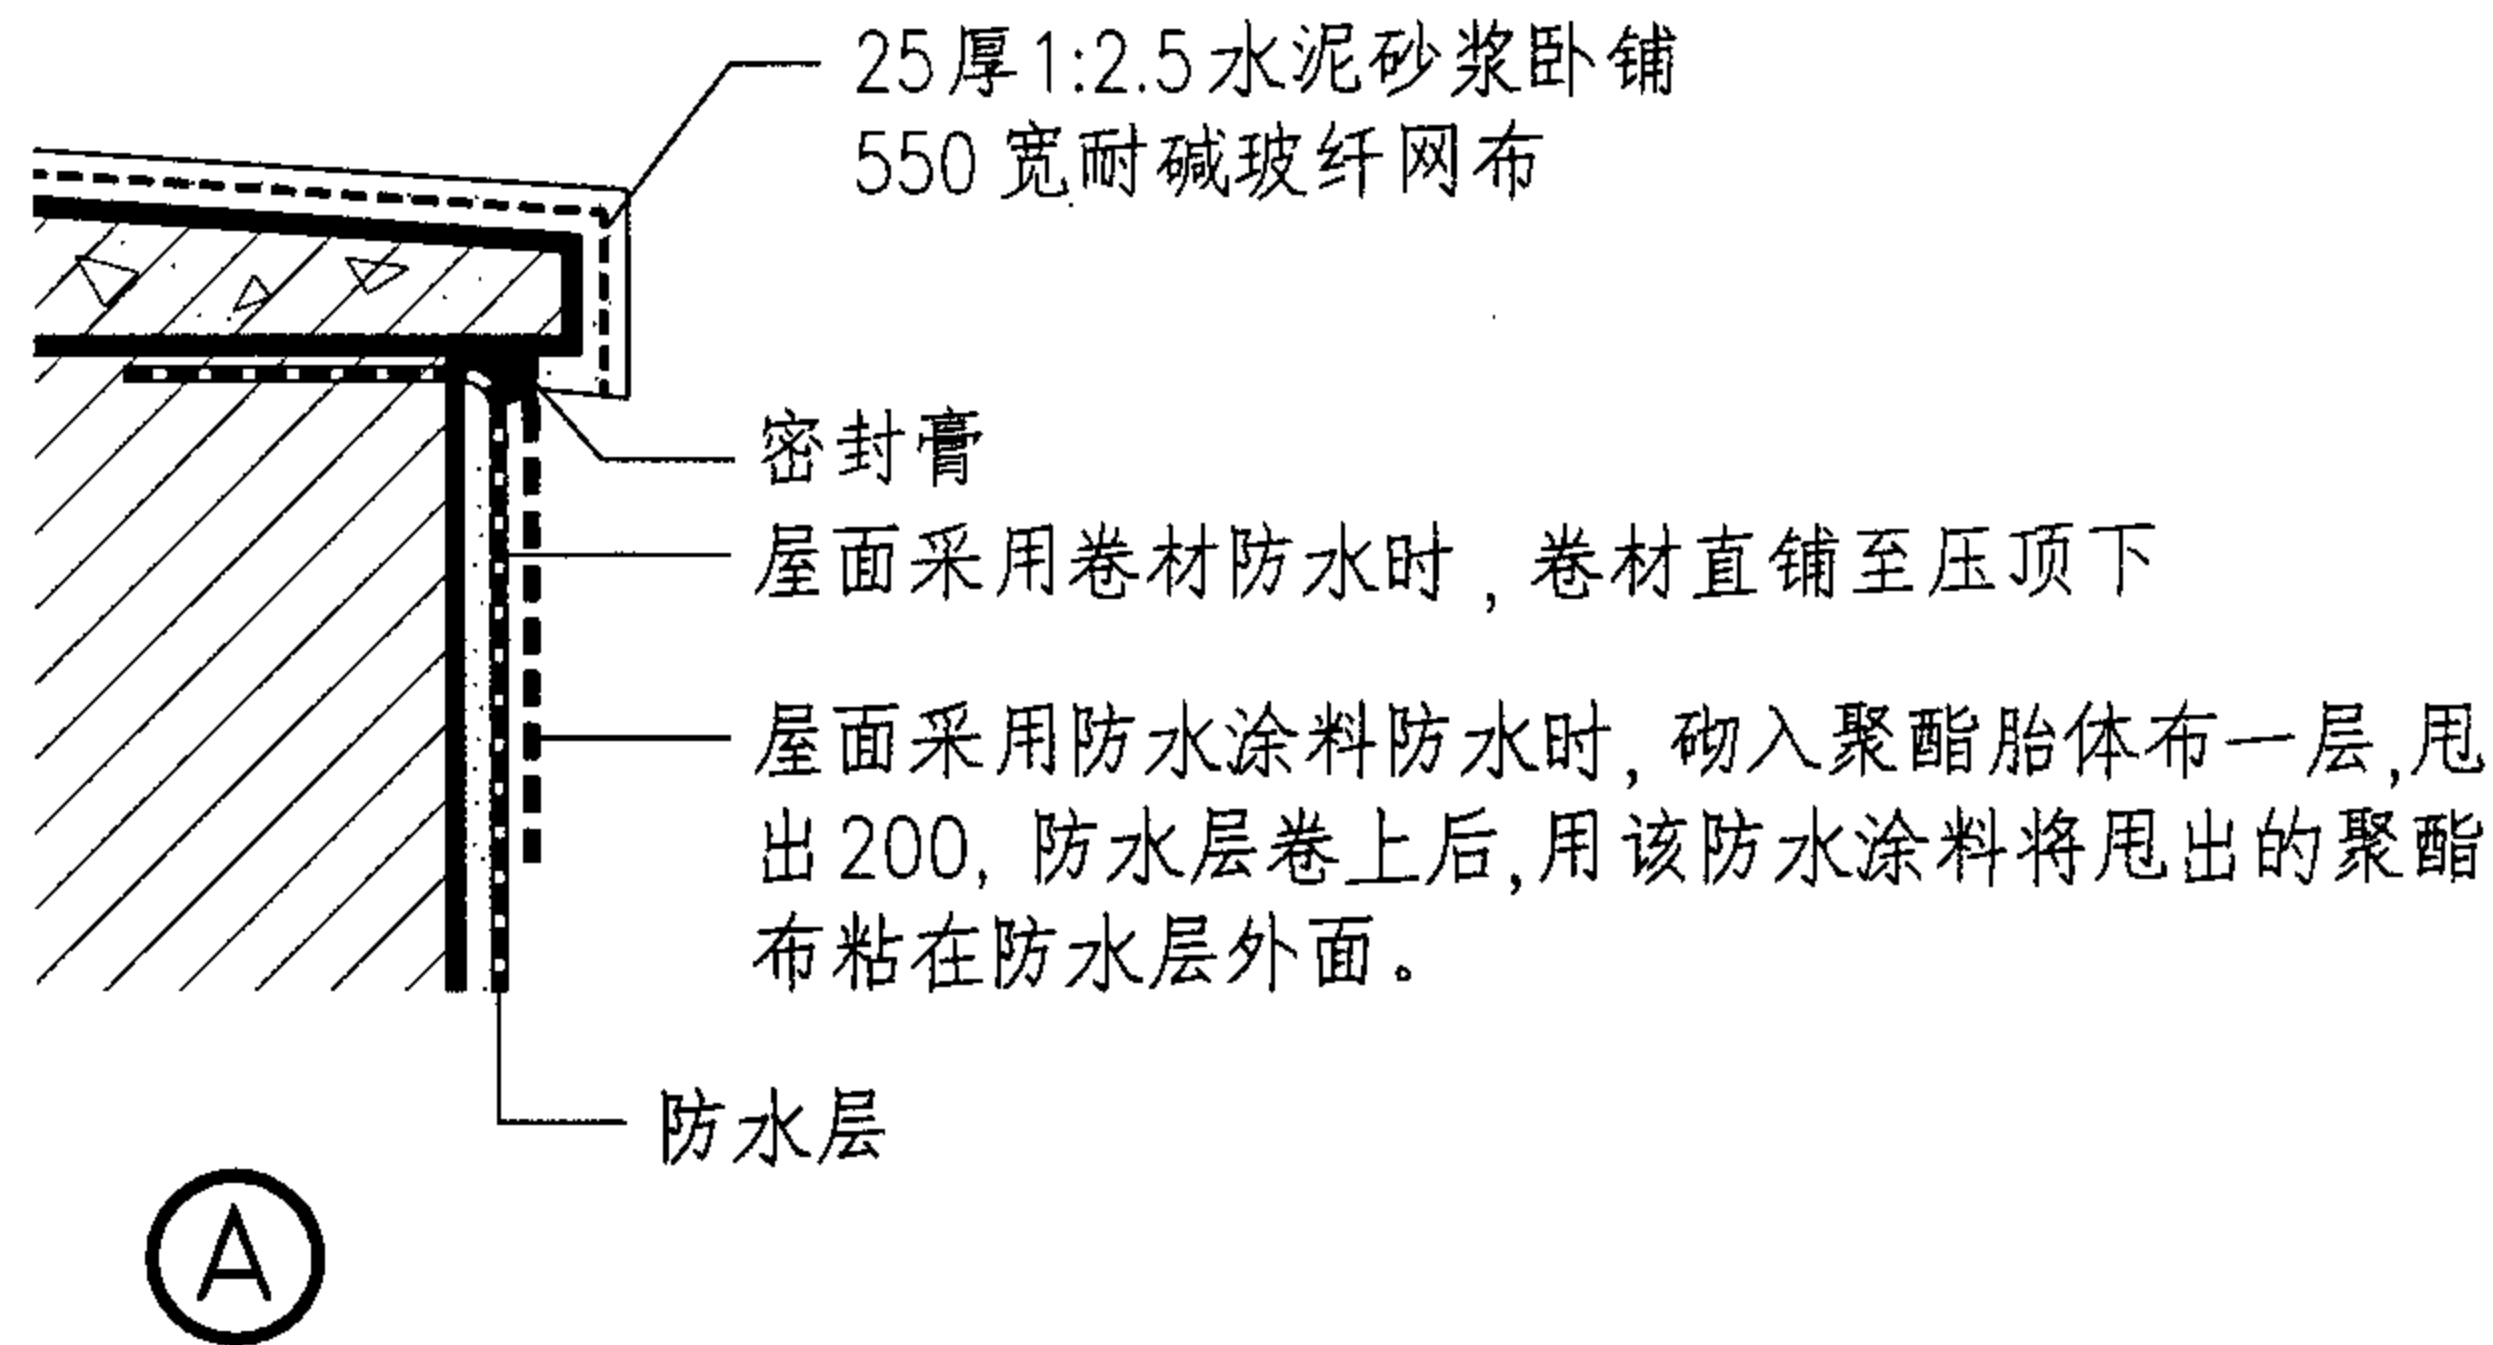 25厚1:2.5水泥砂浆卧铺
550宽耐碱玻纤网布
密封膏
屋面采用卷材防水时，卷材直铺至压顶下
屋面采用防水涂料防水时，砌入聚酯胎体布一层，甩
出200，防水层卷上后，用该防水涂料将甩出的聚酯
布粘在防水层外面。
防水层
A